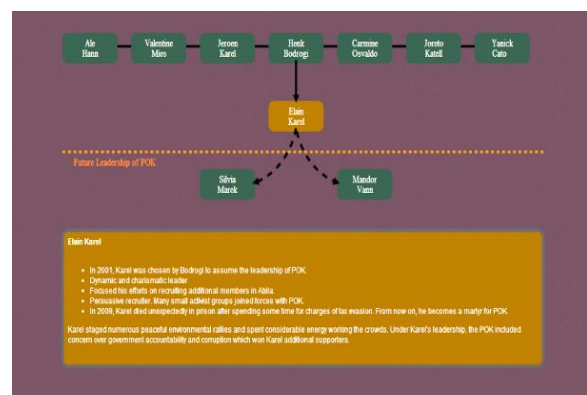 Ale
Hann
Valentine
Mies
Jeroen
Karel
Henk
Bodrogi
Carmine
Osvaldo
Joreto
Katell
Yanick
Cato
Elain
Karel
Future Leadership of POK
Silvia
Marek
Mandor
Vann
Elain Karel
In 2001, Karel was chosen by Bodrogi to assume the leadership of POK.
Dynamic and charismatic leader
Focused his efforts on recruiting additional members in Abila.
Persuasive recruiter. Many small activist groups joined forces with POK.
In 2009, Karel died unexpectedly in prison after spending some time for charges of tax evasion. From now on, he becomes a martyr for POK.
Karel staged numerous peaceful environmental rallies and spent considerable energy working the crowds. Under Karel's leadership, the POK included
concern over government accountability and corruption which won Karel additional supporters.